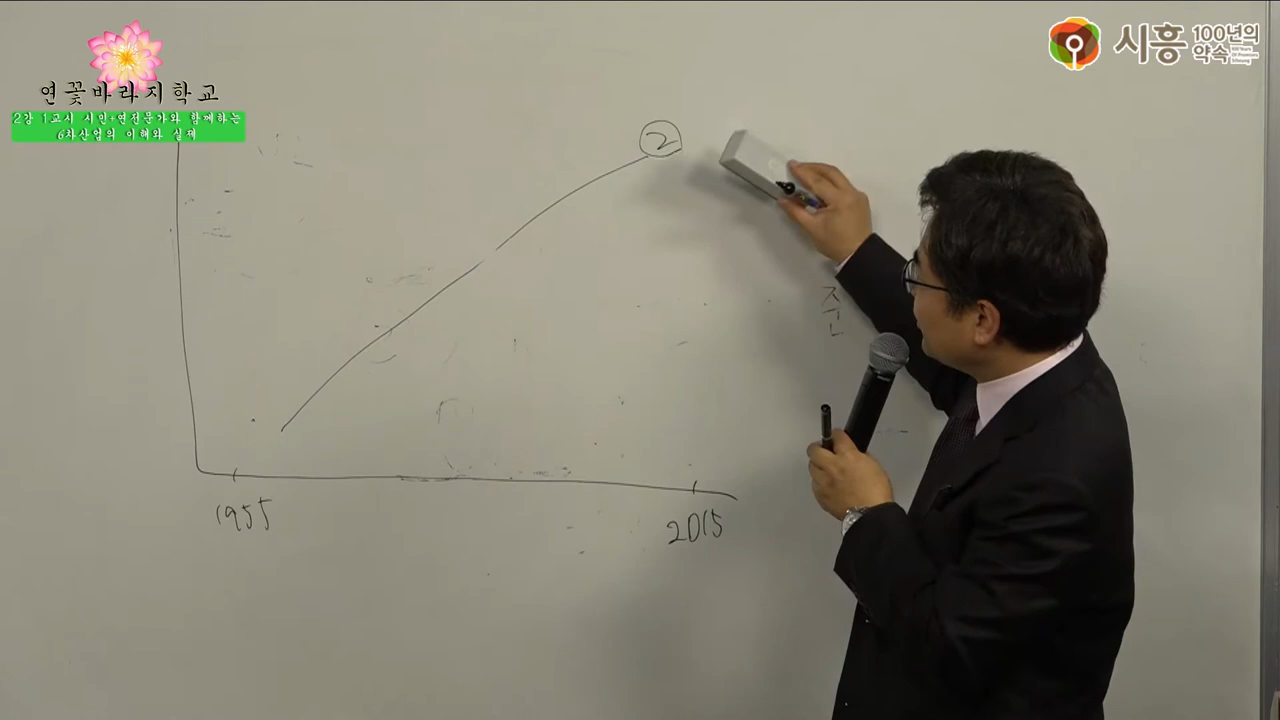 연꽃바라지학교
2강 1교시 시민+연전문가와 함께하는
6차산업의 이해와 실제
시흥 100년의
약속
2
주
1955
2015